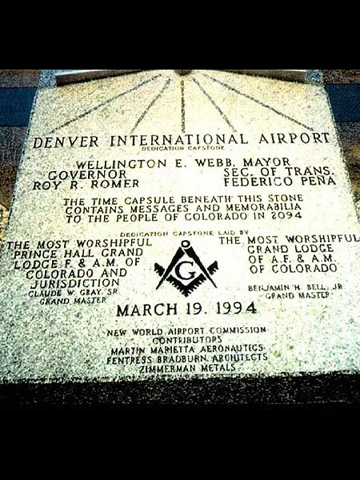 DENVER INTERNATIONAL AIRPORT
DEDICATION CAPSTONE
WELLINGTON E. WEBB, MAYOR
GOVERNOR
ROY R. ROMER
SEC. OF TRANS.
FEDERICO PEÑA
THE TIME CAPSULE BENEATH THIS STONE
CONTAINS MESSAGES AND MEMORABILIA
TO THE PEOPLE OF COLORADO IN 2094
DEDICATION CAPSTONE LAID BY
THE MOST WORSHIPFUL
PRINCE HALL GRAND
LODGE F. & A.M. OF
COLORADO AND
JURISDICTION
CLAUDE W. GRAY, SR.
GRAND MASTER
G
THE MOST WORSHIPFUL
GRAND LODGE
OF A.F. & A.M.
OF COLORADO
BENJAMIN H. BELL, JR
GRAND MASTER
MARCH 19, 1994
NEW WORLD AIRPORT COMMISSION
CONTRIBUTORS
MARTIN MARIETTA AERONAUTICS
FENTRESS BRADBURN, ARCHITECTS
ZIMMERMAN METALS